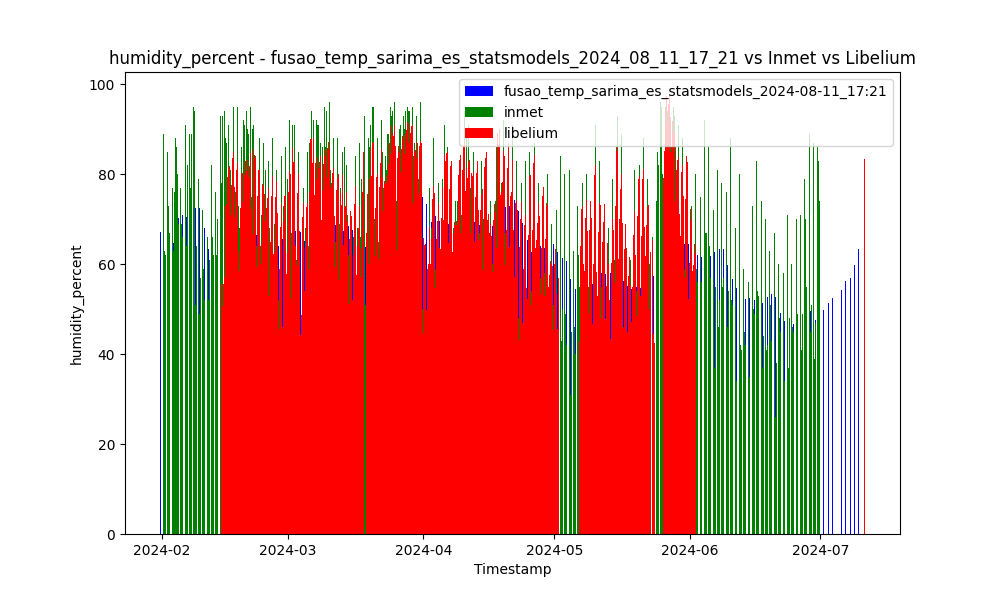 humidity_percent - fusao_temp_sarima_es_statsmodels_2024_08_11_17_21 vs Inmet vs Libelium
fusao_temp_sarima_es_statsmodels_2024-08-11_17:21
inmet
libelium
humidity_percent
100
80
60
40
20
0
2024-02
2024-03
2024-04
2024-05
2024-06
2024-07
Timestamp